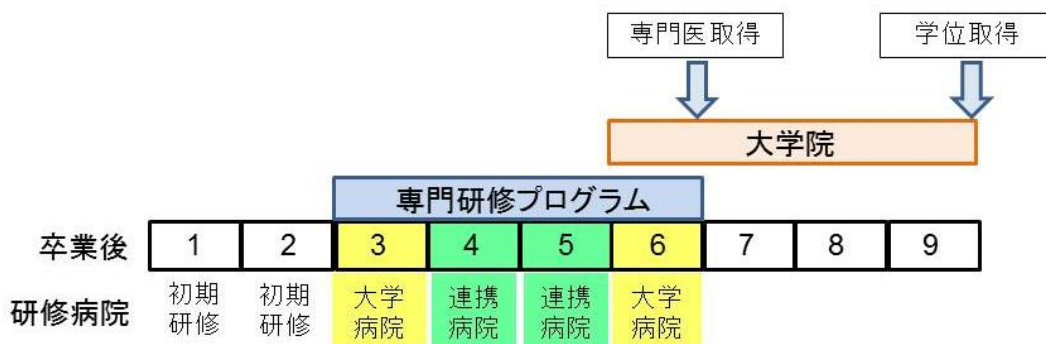 専門医取得 学位取得
大学院
専門研修プログラム
卒業後 1 2 3 4 5 6 7 8 9
研修病院 初期 初期 大学 連携 連携 大学
研修 研修 病院 病院 病院 病院